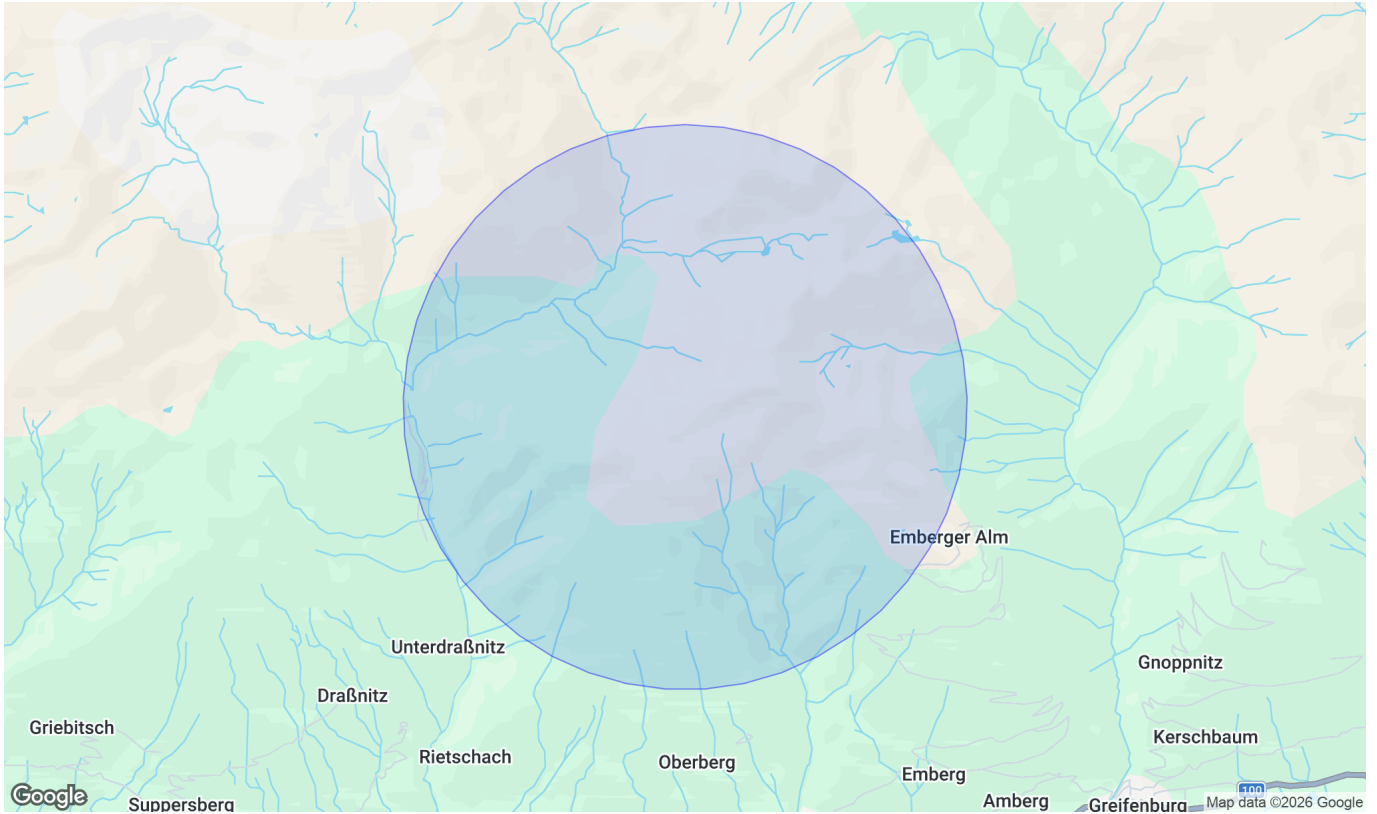 Emberger Alm
Unterdraßnitz
Gnoppnitz
Draßnitz
Griebitsch
Kerschbaum
Rietschach
Oberberg
Emberg
100
Google
Suppersberg
Amberg
Greifenburg
Map data ©2026 Google